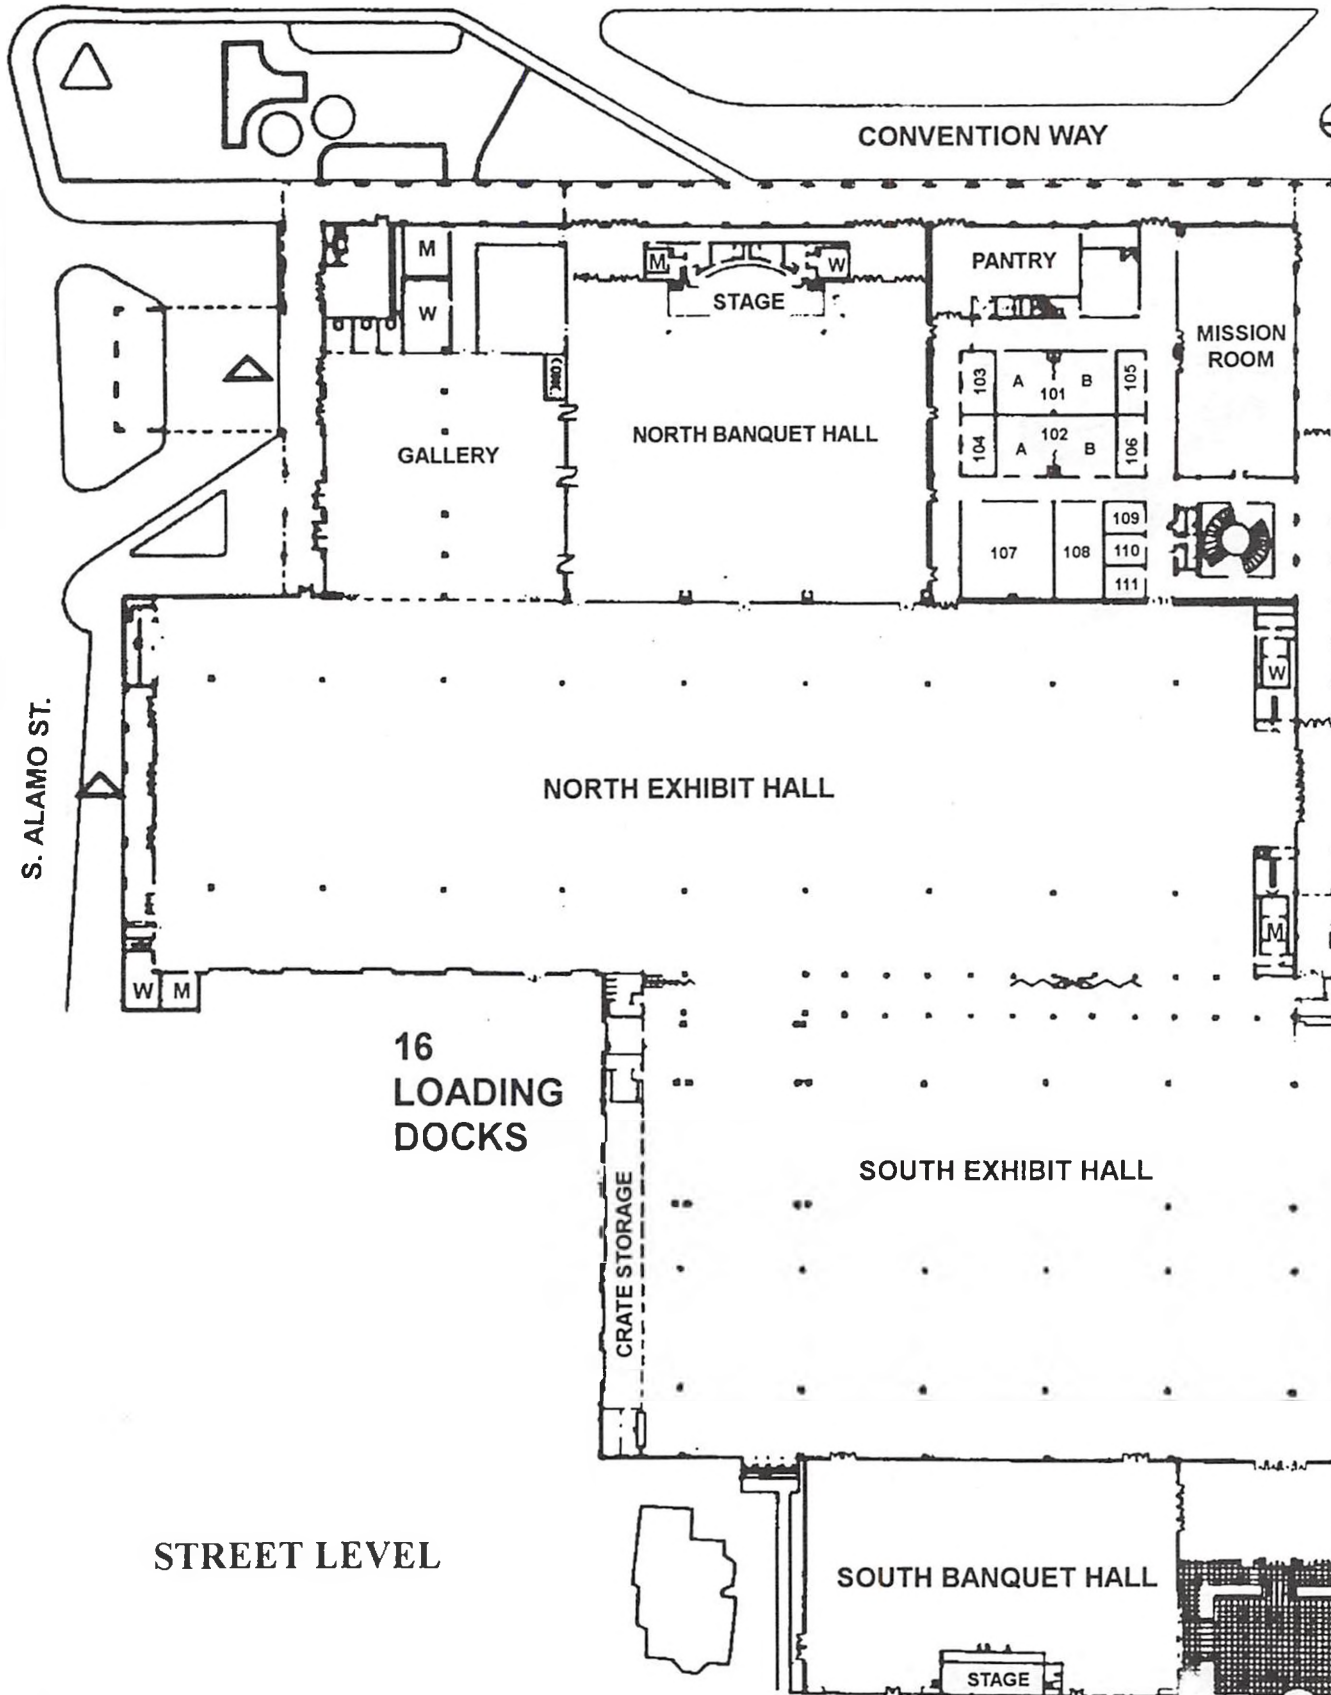 CONVENTION WAY
M
W
M
STAGE
W
PANTRY
MISSION
ROOM
103
A
101
B
105
104
A
102
B
106
GALLERY
NORTH BANQUET HALL
107
108
109
110
111
W
S. ALAMO ST.
NORTH EXHIBIT HALL
M
W
M
16
LOADING
DOCKS
SOUTH EXHIBIT HALL
CRATE STORAGE
STREET LEVEL
SOUTH BANQUET HALL
STAGE